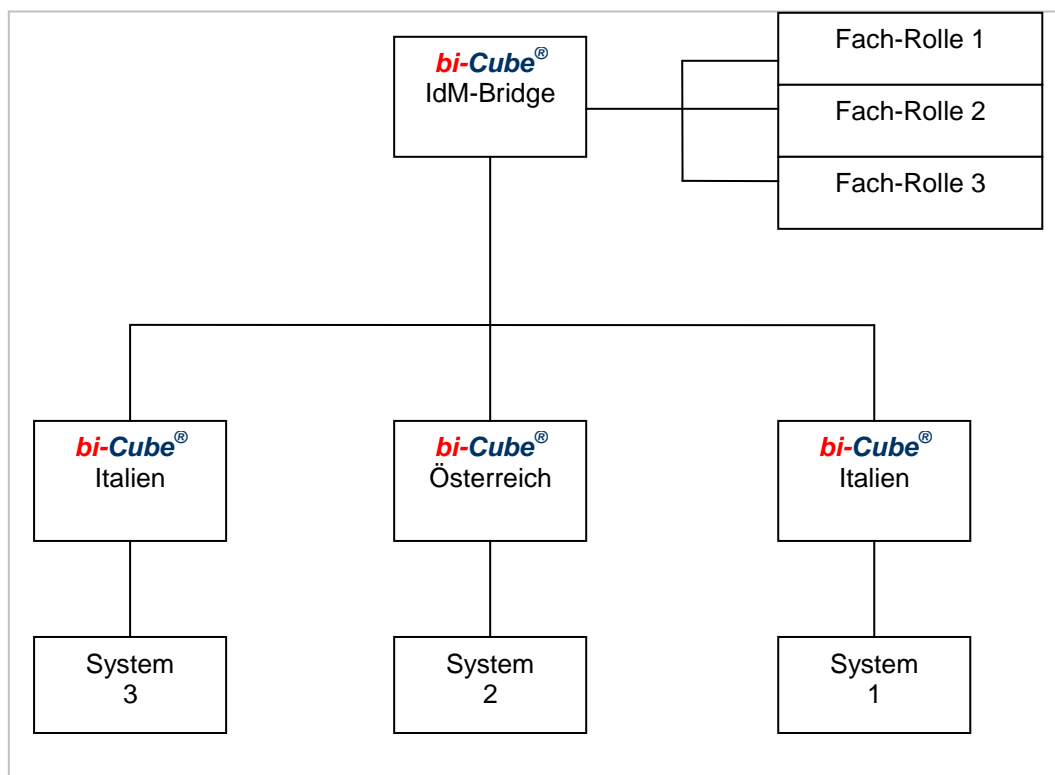 bi-Cube®
IdM-Bridge
Fach-Rolle 1
Fach-Rolle 2
Fach-Rolle 3
bi-Cube®
Italien
bi-Cube®
Österreich
bi-Cube®
Italien
System
3
System
2
System
1